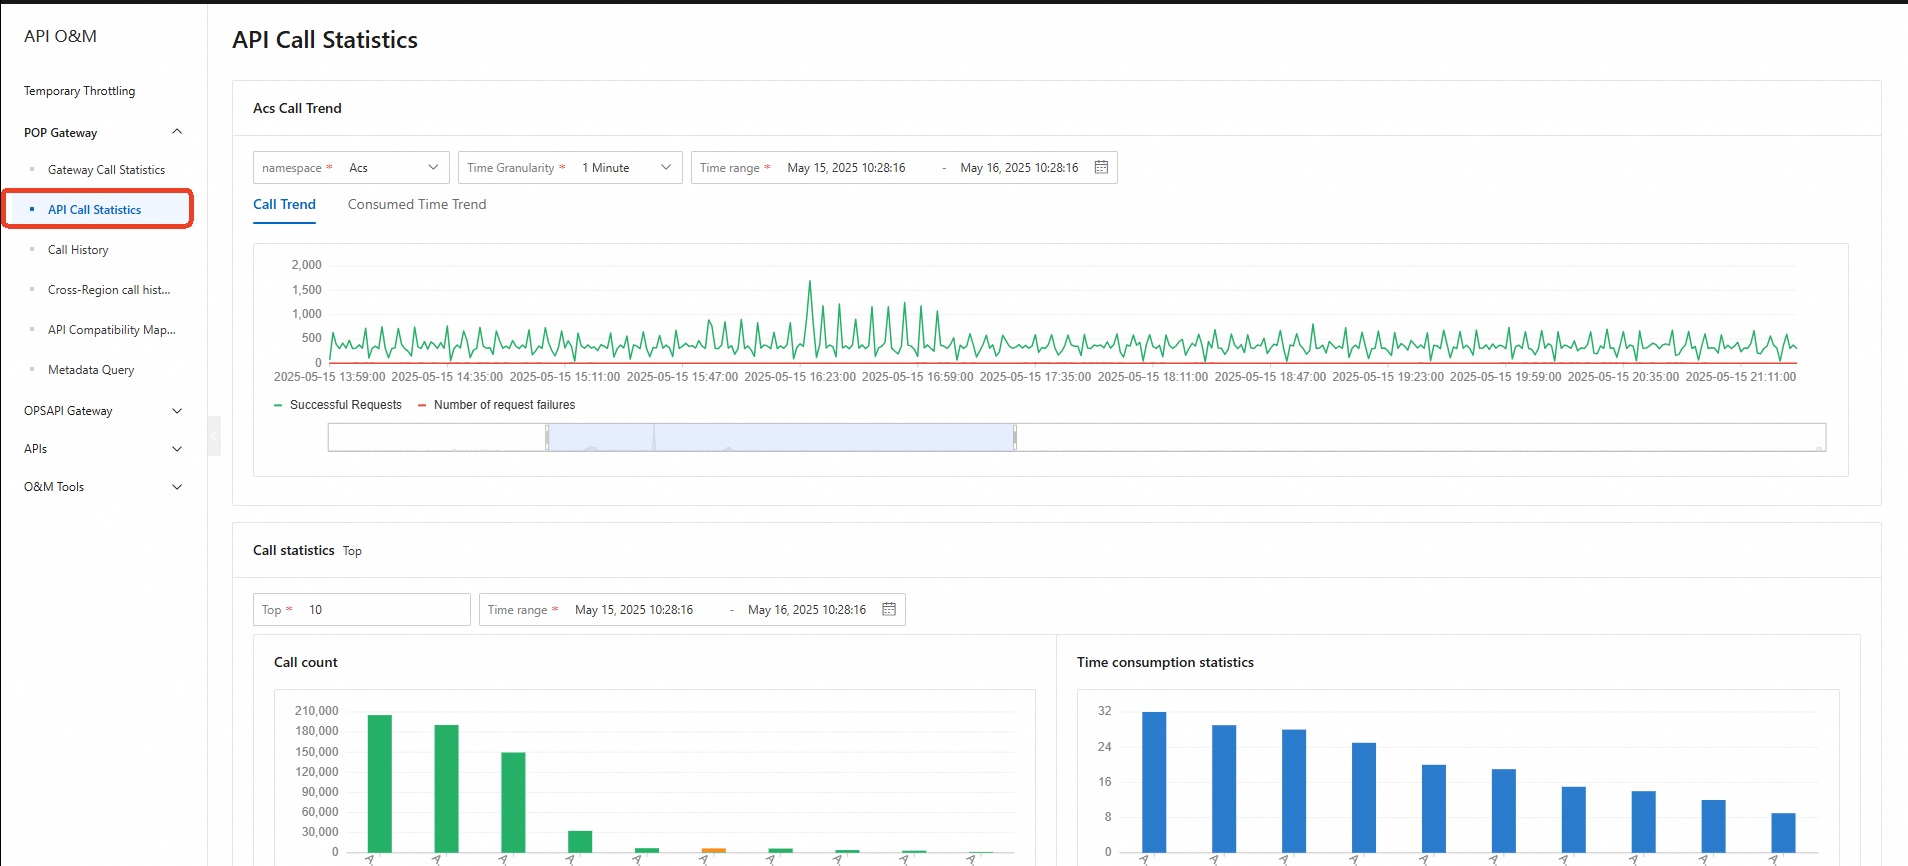 API O&M
Temporary Throttling
POP Gateway
Gateway Call Statistics
API Call Statistics
Call History
Cross-Region call hist...
API Compatibility Map...
Metadata Query
OPSAPI Gateway
APIs
O&M Tools
API Call Statistics
Acs Call Trend
namespace * Acs
Time Granularity * 1 Minute
Time range * May 15, 2025 10:28:16 - May 16, 2025 10:28:16
Call Trend Consumed Time Trend
2,000
1,500
1,000
500
0
2025-05-15 13:59:00 2025-05-15 14:35:00 2025-05-15 15:11:00 2025-05-15 15:47:00 2025-05-15 16:23:00 2025-05-15 16:59:00 2025-05-15 17:35:00 2025-05-15 18:11:00 2025-05-15 18:47:00 2025-05-15 19:23:00 2025-05-15 19:59:00 2025-05-15 20:35:00 2025-05-15 21:11:00
Successful Requests Number of request failures
Call statistics Top
Top * 10
Time range * May 15, 2025 10:28:16 - May 16, 2025 10:28:16
Call count
210,000
180,000
150,000
120,000
90,000
60,000
30,000
0
Time consumption statistics
32
24
16
8
0